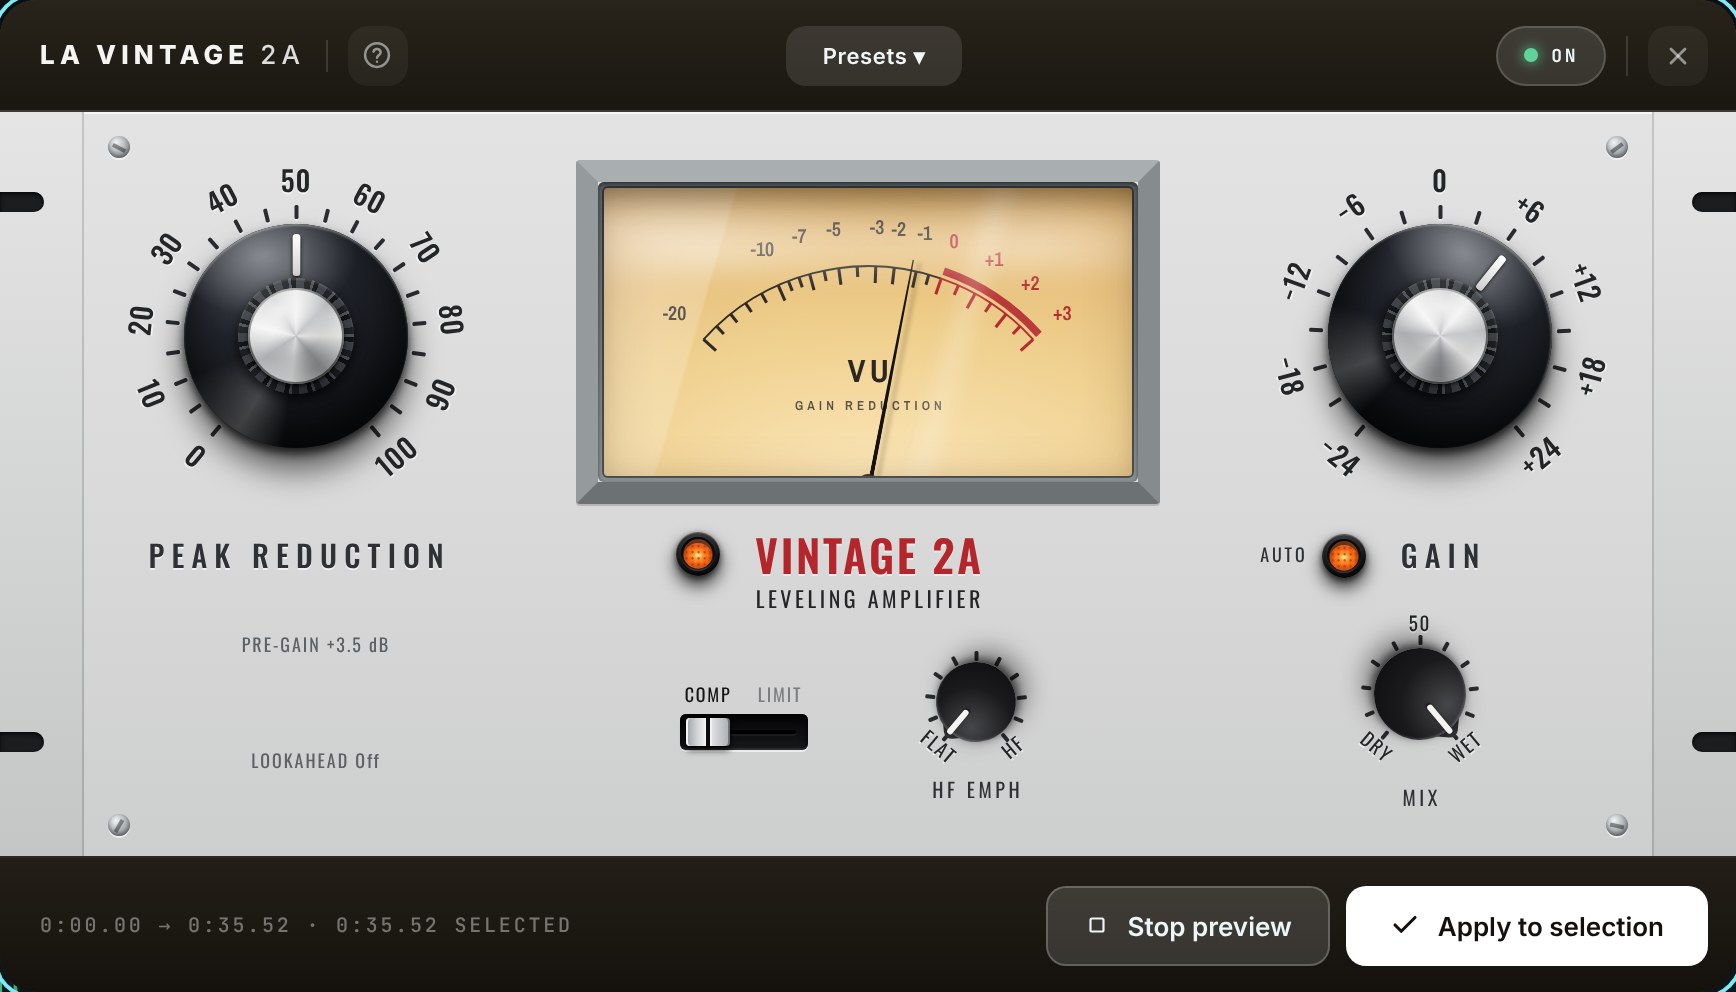 LA VINTAGE 2A
Presets ▾
ON
0 10 20 30 40 50 60 70 80 90 100
-20 -10 -7 -5 -3 -2 -1 0 +1 +2 +3
VU
GAIN REDUCTION
-24 -18 -12 -6 0 +6 +12 +18 +24
PEAK REDUCTION
VINTAGE 2A
LEVELING AMPLIFIER
AUTO
GAIN
PRE-GAIN +3.5 dB
LOOKAHEAD Off
COMP LIMIT
FLAT HF
HF EMPH
50
DRY WET
MIX
0:00.00 → 0:35.52 · 0:35.52 SELECTED
Stop preview
Apply to selection